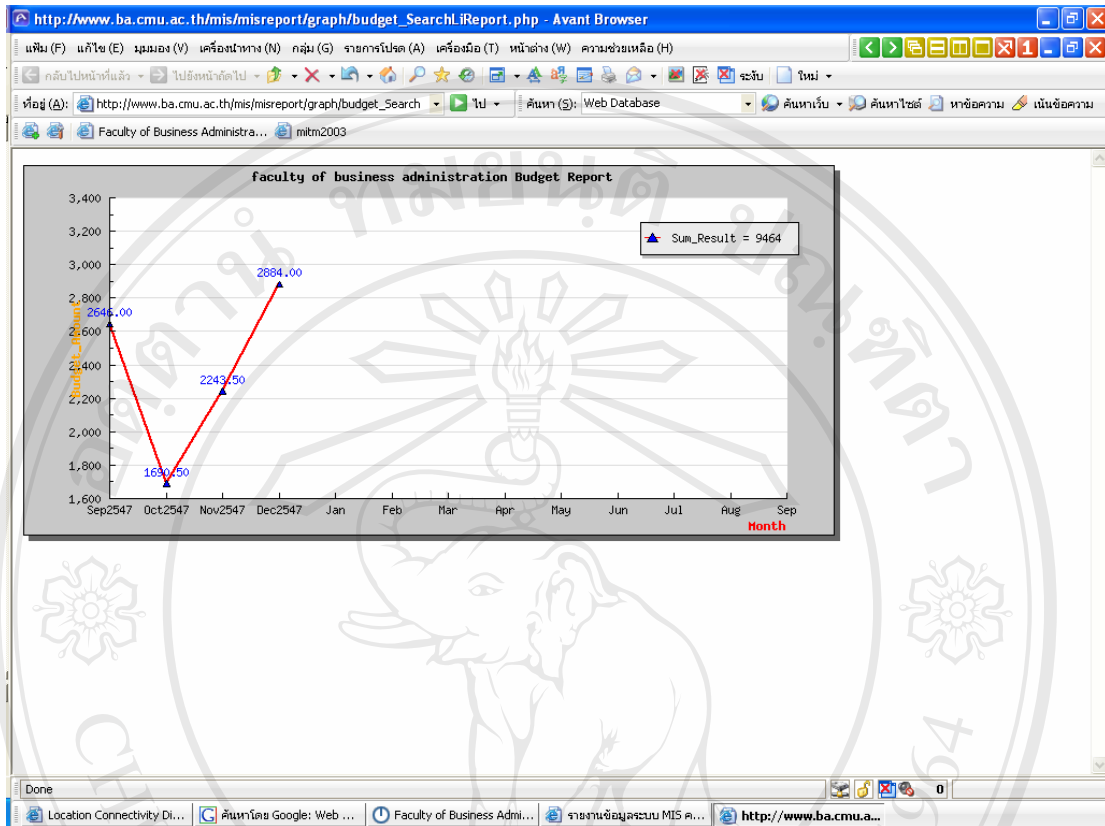 http://www.ba.cmu.ac.th/mis/misreport/graph/budget_SearchLiReport.php - Avant Browser
แฟ้ม (F) แก้ไข (E) มุมมอง (V) เครื่องนำทาง (N) กลุ่ม (G) รายการโปรด (A) เครื่องมือ (T) หน้าต่าง (W) ความช่วยเหลือ (H)
1
กลับไปหน้าที่แล้ว ไปยังหน้าถัดไป ระงับ ใหม่
ที่อยู่ (A): http://www.ba.cmu.ac.th/mis/misreport/graph/budget_Search ไป ค้นหา (S): Web Database ค้นหาเว็บ ค้นหาไซต์ หาข้อความ เน้นข้อความ
Faculty of Business Administra... mitm2003
faculty of business administration Budget Report
Sum_Result = 9464
3,400
3,200
3,000
2,800
2,600
2,400
2,200
2,000
1,800
1,600
Budget_Amount
2646.00
1690.50
2243.50
2884.00
Sep2547 Oct2547 Nov2547 Dec2547 Jan Feb Mar Apr May Jun Jul Aug Sep
Month
Done 0
Location Connectivity Di... ค้นหาโดย Google: Web ... Faculty of Business Admi... รายงานข้อมูลระบบ MIS ค... http://www.ba.cmu.a...